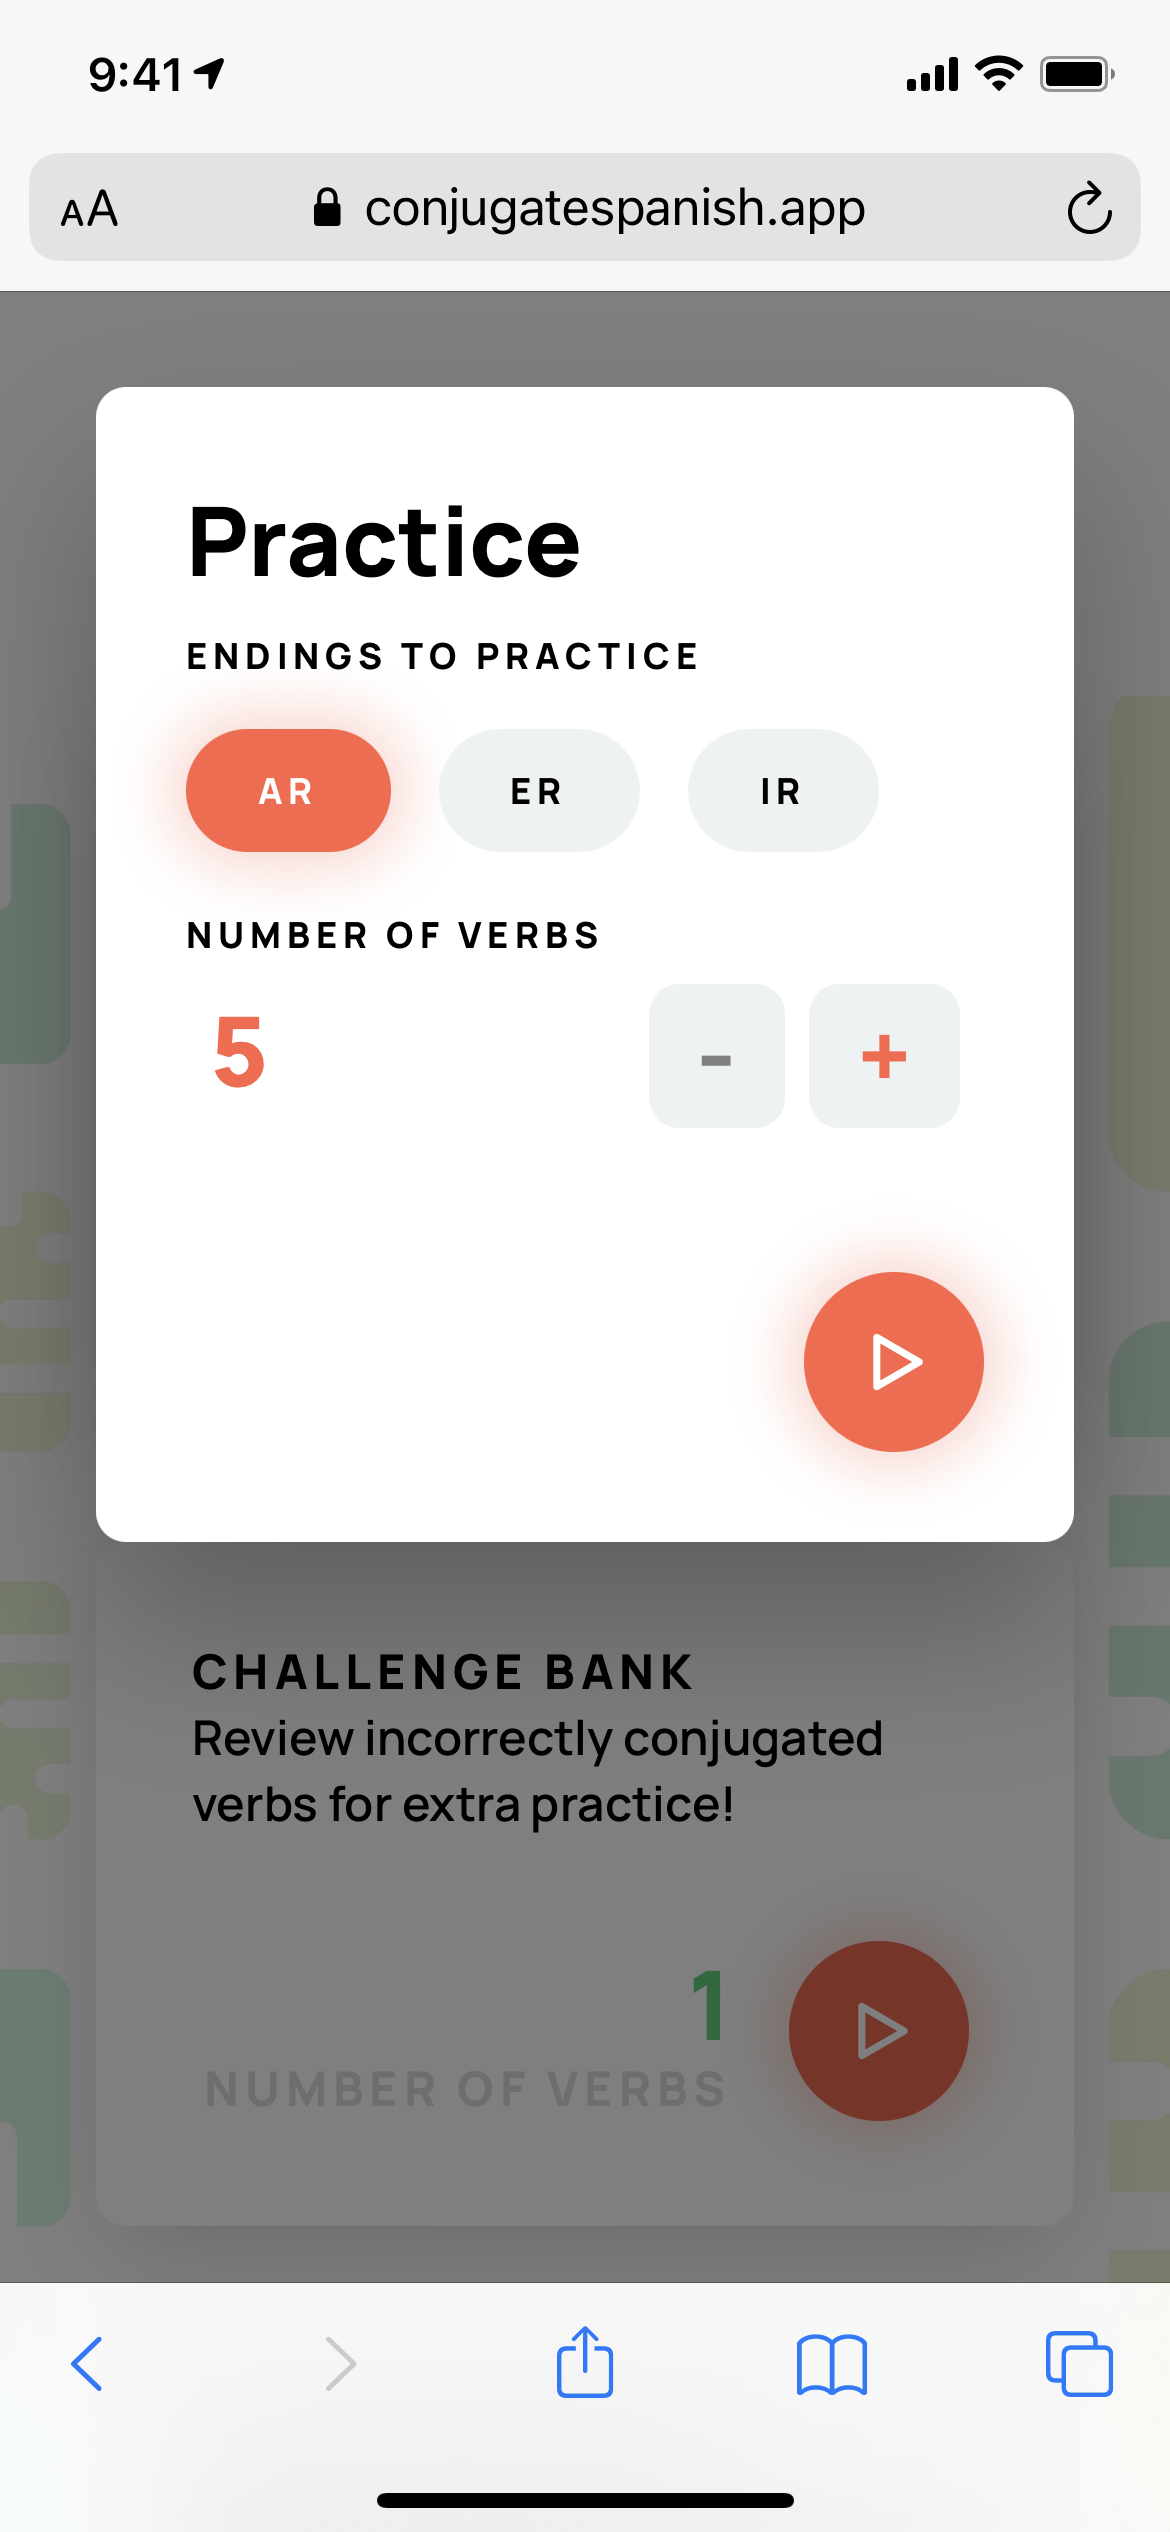 9:41
AA
conjugatespanish.app
Practice
ENDINGS TO PRACTICE
AR ER IR
NUMBER OF VERBS
5 - +
CHALLENGE BANK
Review incorrectly conjugated
verbs for extra practice!
1
NUMBER OF VERBS